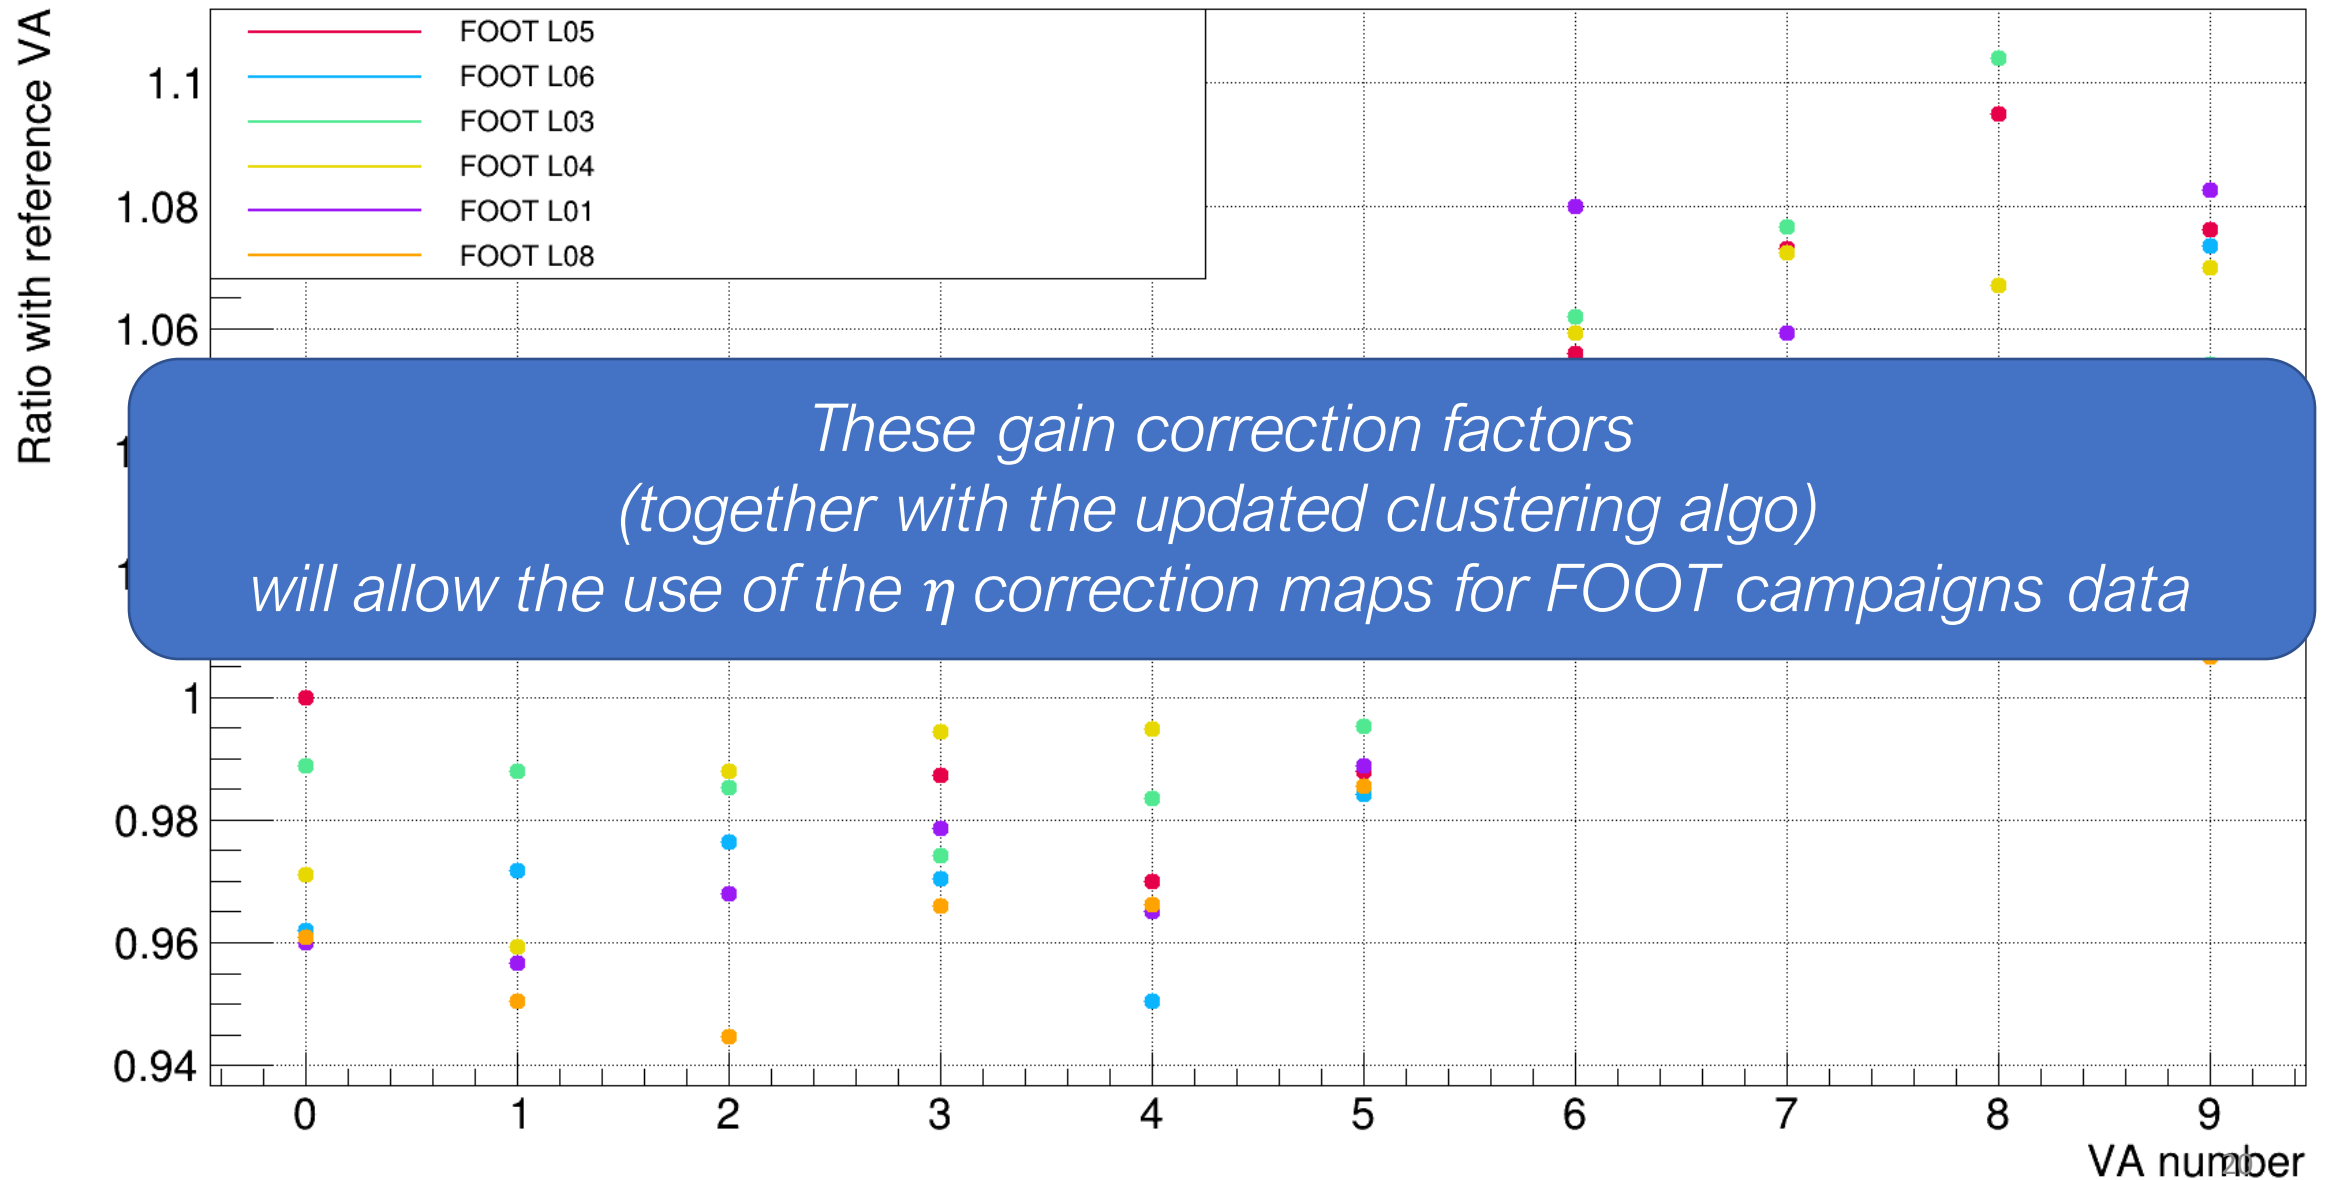 Ratio with reference VA
FOOT L05
FOOT L06
FOOT L03
FOOT L04
FOOT L01
FOOT L08
1.1
1.08
1.06
These gain correction factors
(together with the updated clustering algo)
will allow the use of the η correction maps for FOOT campaigns data
1
0.98
0.96
0.94
0 1 2 3 4 5 6 7 8 9
VA number
20